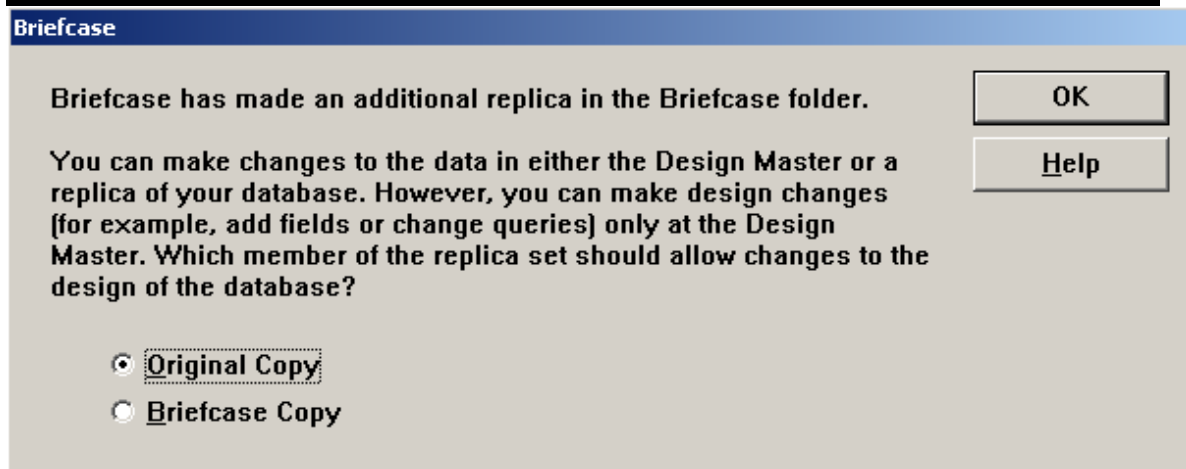 Briefcase
Briefcase has made an additional replica in the Briefcase folder.
OK
You can make changes to the data in either the Design Master or a
Help
replica of your database. However, you can make design changes
(for example, add fields or change queries) only at the Design
Master. Which member of the replica set should allow changes to the
design of the database?
Original Copy
Briefcase Copy